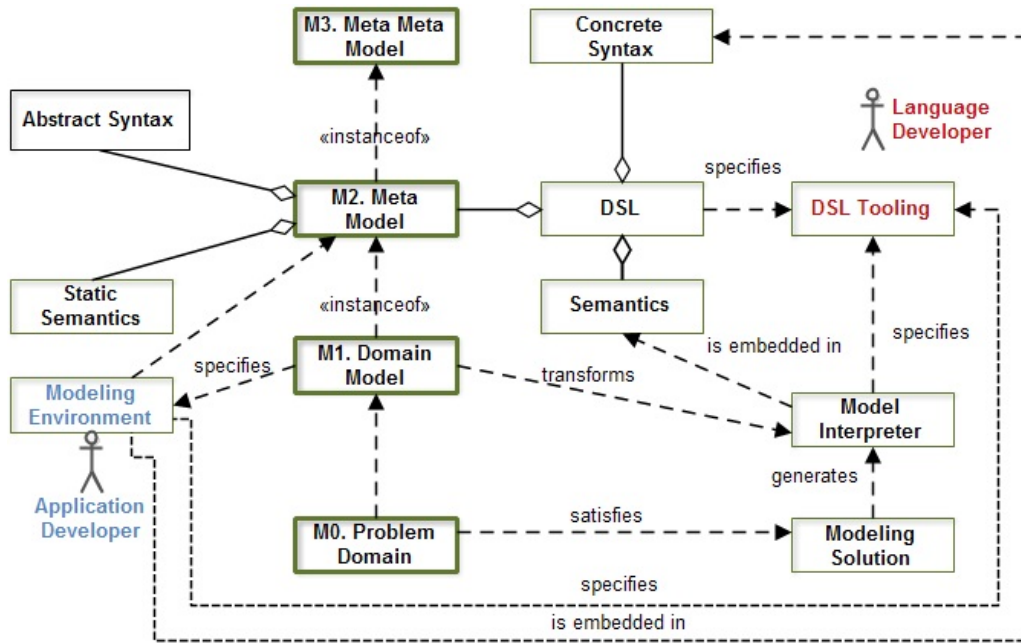 M3. Meta Meta
Model
Concrete
Syntax
Abstract Syntax
Language
Developer
«instanceof»
specifies
M2. Meta
Model
DSL
DSL Tooling
Static
Semantics
Semantics
«instanceof»
specifies
is embedded in
specifies
M1. Domain
Model
transforms
Modeling
Environment
Model
Interpreter
generates
Application
Developer
satisfies
M0. Problem
Domain
Modeling
Solution
specifies
is embedded in